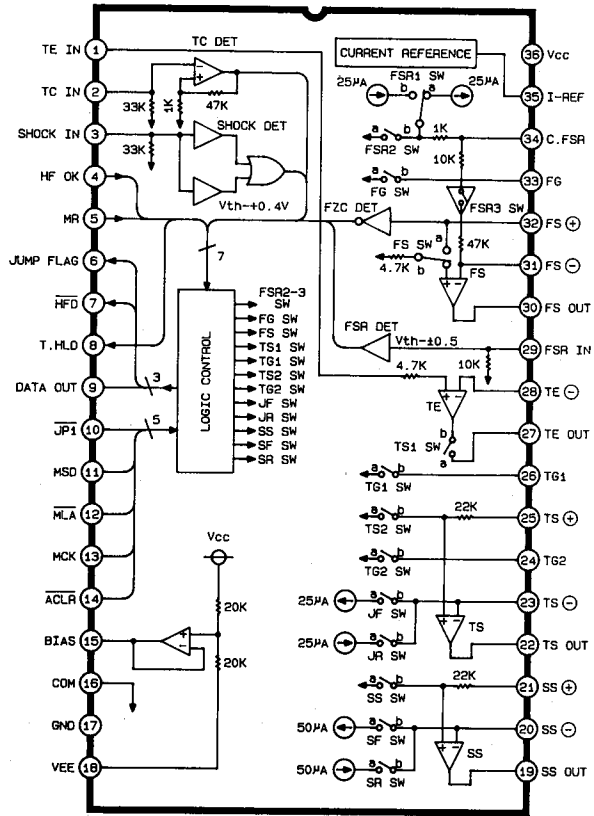 TE IN 1
TC DET
TC IN 2
33K
1K
47K
SHOCK IN 3
33K
SHOCK DET
HF OK 4
MR 5
Vth-±0.4V
7
JUMP FLAG 6
HFD 7
T.HLD 8
DATA OUT 9
3
JP1 10
5
MSD 11
MLA 12
MCK 13
ACLR 14
BIAS 15
COM 16
GND 17
VEE 18
Vcc
20K
20K
LOGIC CONTROL
FSR2-3
SW
FG SW
FS SW
TS1 SW
TG1 SW
TS2 SW
TG2 SW
JF SW
JR SW
SS SW
SF SW
SR SW
CURRENT REFERENCE
36 Vcc
FSR1 SW
25μA
b a
25μA
35 I-REF
a b
1K
34 C.FSR
FSR2 SW
10K
a b
33 FG
FG SW
FSR3 SW
FZC DET
32 FS +
FS SW
a
b
47K
4.7K
31 FS -
FS
+ -
30 FS OUT
FSR DET
Vth-±0.5
29 FSR IN
10K
4.7K
28 TE -
+ -
TE
b
TS1 SW
a
27 TE OUT
a b
26 TG1
TG1 SW
a b
22K
25 TS +
TS2 SW
a b
24 TG2
TG2 SW
25μA
a b
23 TS -
JF SW
+ -
TS
25μA
a b
22 TS OUT
JR SW
a b
22K
21 SS +
SS SW
50μA
a b
20 SS -
SF SW
+ -
SS
50μA
a b
19 SS OUT
SR SW